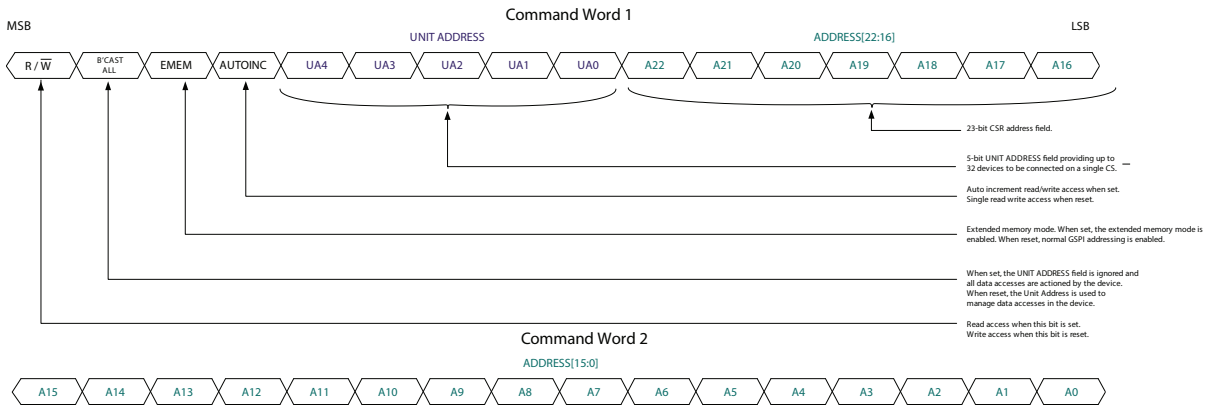 Command Word 1
MSB
LSB
UNIT ADDRESS
ADDRESS[22:16]
R / W̅ B'CAST ALL EMEM AUTOINC UA4 UA3 UA2 UA1 UA0 A22 A21 A20 A19 A18 A17 A16
23-bit CSR address field.
5-bit UNIT ADDRESS field providing up to
32 devices to be connected on a single CS.
Auto increment read/write access when set.
Single read write access when reset.
Extended memory mode. When set, the extended memory mode is
enabled. When reset, normal GSPI addressing is enabled.
When set, the UNIT ADDRESS field is ignored and
all data accesses are actioned by the device.
When reset, the Unit Address is used to
manage data accesses in the device.
Read access when this bit is set.
Write access when this bit is reset.
Command Word 2
ADDRESS[15:0]
A15 A14 A13 A12 A11 A10 A9 A8 A7 A6 A5 A4 A3 A2 A1 A0